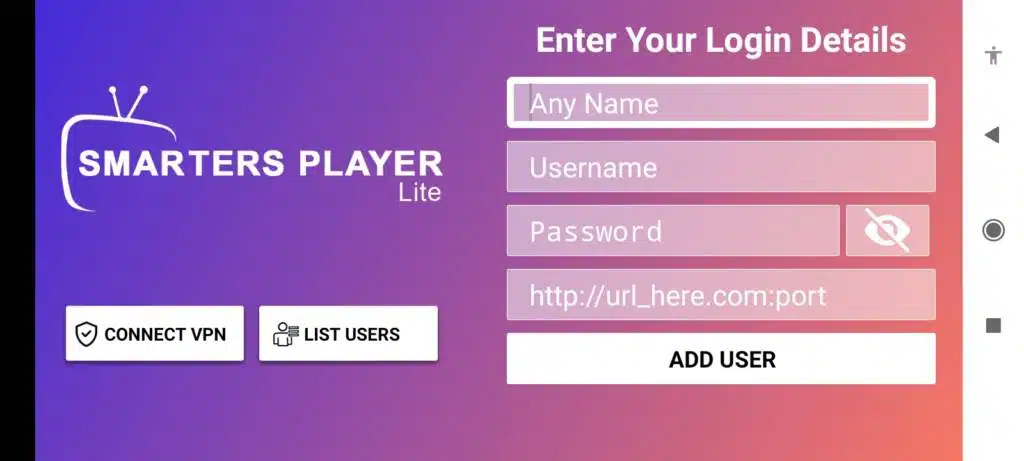 SMARTERS PLAYER
Lite
CONNECT VPN
LIST USERS
Enter Your Login Details
Any Name
Username
Password
http://url_here.com:port
ADD USER